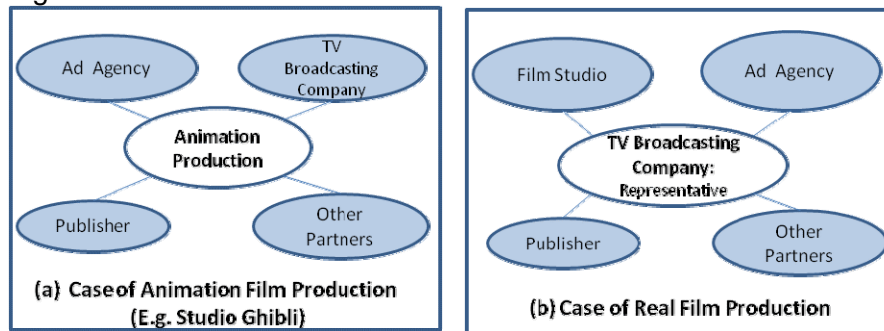 Ad Agency
TV
Broadcasting
Company
Animation
Production
Publisher
Other
Partners
(a) Case of Animation Film Production
(E.g. Studio Ghibli)
Film Studio
Ad Agency
TV Broadcasting
Company:
Representative
Publisher
Other
Partners
(b) Case of Real Film Production